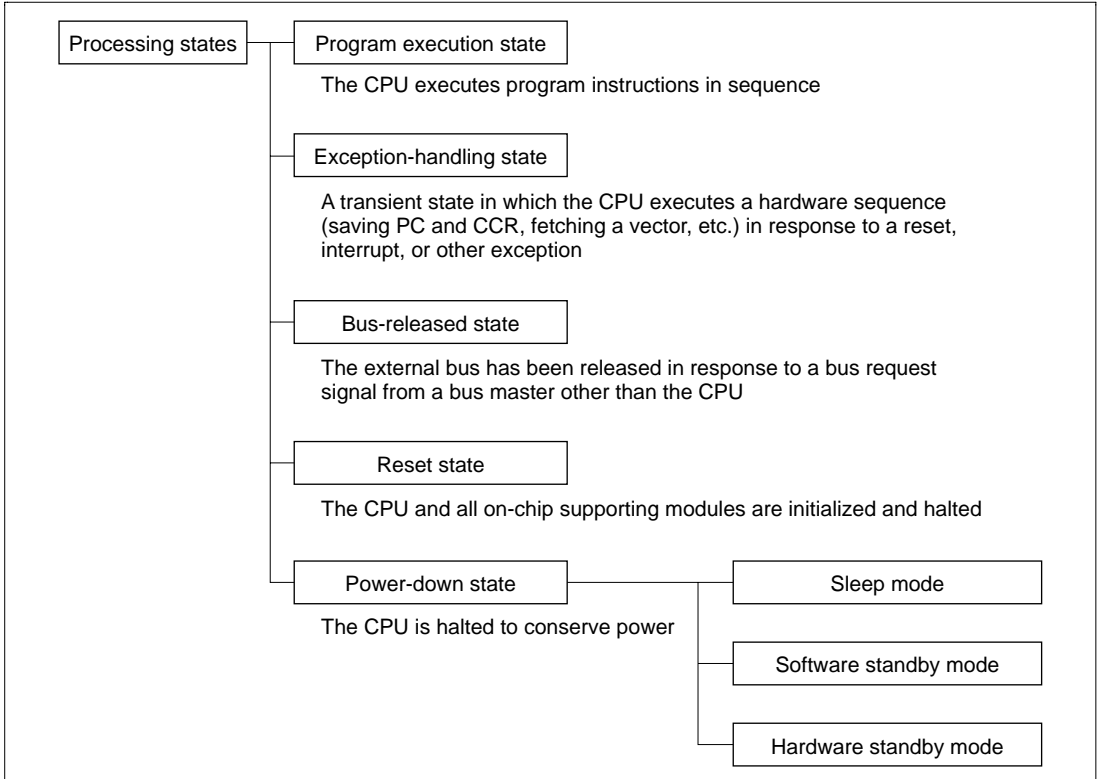 Processing states
Program execution state
The CPU executes program instructions in sequence
Exception-handling state
A transient state in which the CPU executes a hardware sequence
(saving PC and CCR, fetching a vector, etc.) in response to a reset,
interrupt, or other exception
Bus-released state
The external bus has been released in response to a bus request
signal from a bus master other than the CPU
Reset state
The CPU and all on-chip supporting modules are initialized and halted
Power-down state
Sleep mode
The CPU is halted to conserve power
Software standby mode
Hardware standby mode